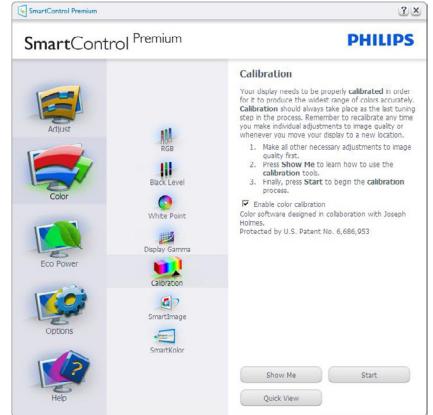 SmartControl Premium
SmartControl Premium
PHILIPS
Adjust
Color
Eco Power
Options
Help
RGB
Black Level
White Point
Display Gamma
Calibration
SmartImage
SmartKolor
Calibration
Your display needs to be properly calibrated in order
for it to produce the widest range of colors accurately.
Calibration should always take place as the last tuning
step in the process. Remember to recalibrate any time
you make individual adjustments to image quality or
whenever you move your display to a new location.
1. Make all other necessary adjustments to image
quality first.
2. Press Show Me to learn how to use the
calibration tools.
3. Finally, press Start to begin the calibration
process.
Enable color calibration
Color software designed in collaboration with Joseph
Holmes.
Protected by U.S. Patent No. 6,686,953
Show Me
Start
Quick View